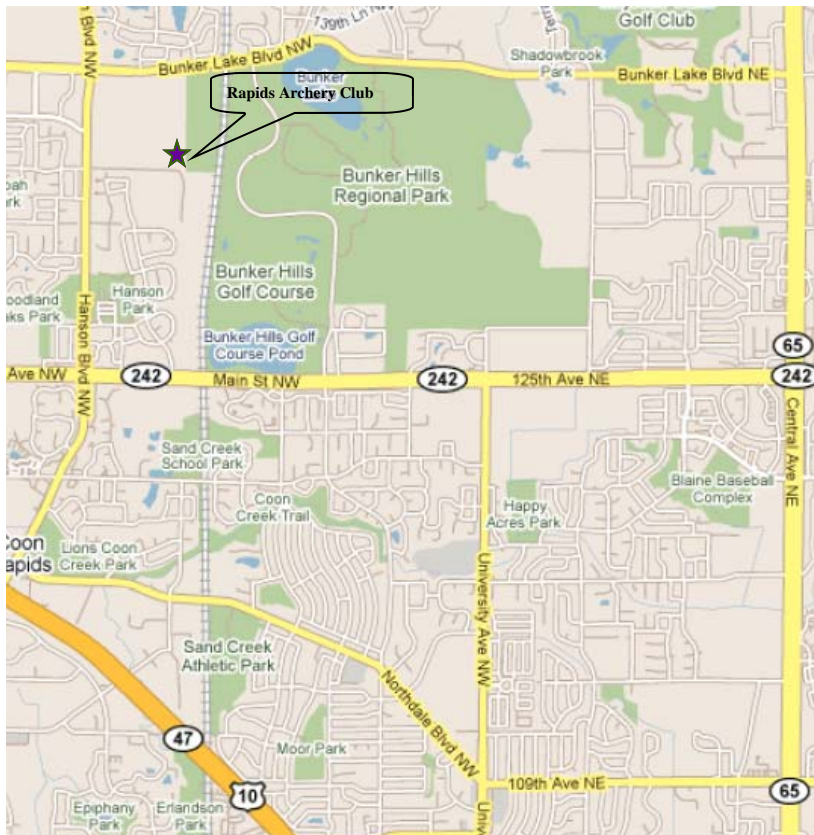 Blvd NW
139th Ln NW
Golf Club
Bunker Lake Blvd NW
Shadowbrook
Park
Bunker Lake Blvd NE
Bunker
Rapids Archery Club
Bunker Hills
Regional Park
Bunker Hills
Golf Course
Hanson
Park
Hanson Blvd NW
Bunker Hills Golf
Course Pond
65
Ave NW
242
Main St NW
242
125th Ave NE
242
Central Ave NE
Sand Creek
School Park
Blaine Baseball
Complex
Coon
Creek Trail
Happy
Acres Park
Coon
apids
Lions Coon
Creek Park
University Ave NW
Sand Creek
Athletic Park
Northdale Blvd NW
47
Moor Park
10
109th Ave NE
65
Epiphany
Park
Erlandson
Park